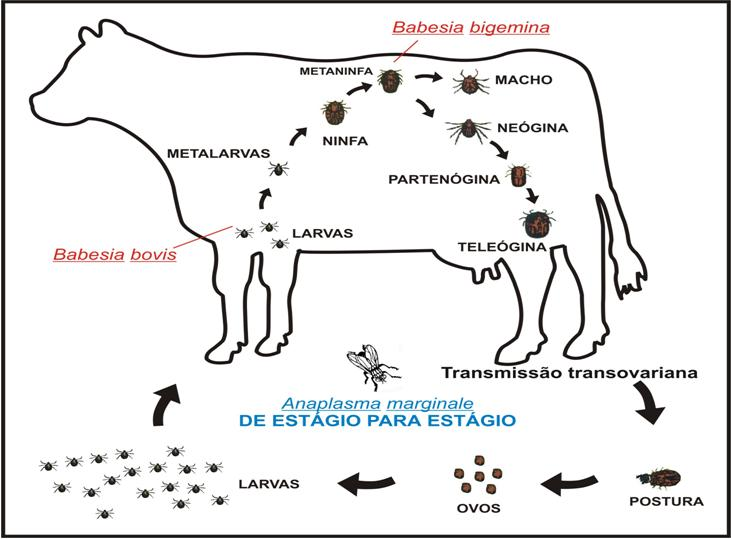 Babesia bigemina
METANINFA
MACHO
NINFA
NEÓGINA
METALARVAS
PARTENÓGINA
LARVAS
TELEÓGINA
Babesia bovis
Transmissão transovariana
Anaplasma marginale
DE ESTÁGIO PARA ESTÁGIO
LARVAS
OVOS
POSTURA